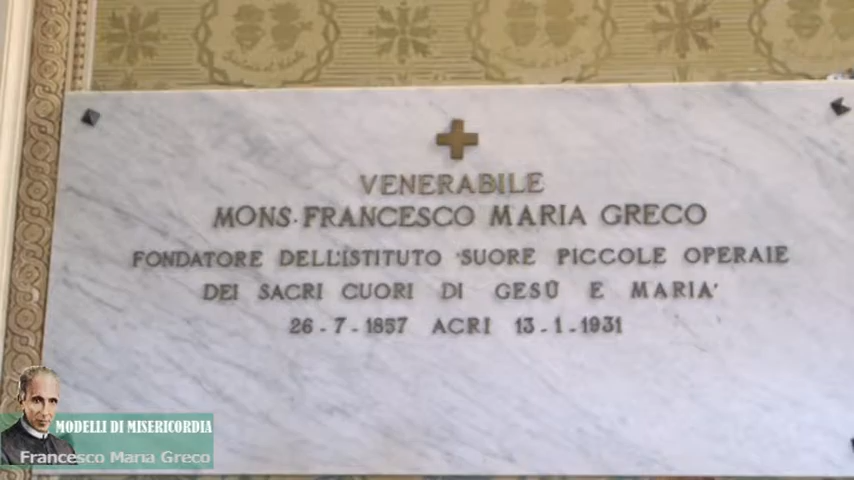 VENERABILE
MONS. FRANCESCO MARIA GRECO
FONDATORE DELL'ISTITUTO "SUORE PICCOLE OPERAIE
DEI SACRI CUORI DI GESÙ E MARIA"
26-7-1857 ACRI 13-1-1931
MODELLI DI MISERICORDIA
Francesco Maria Greco